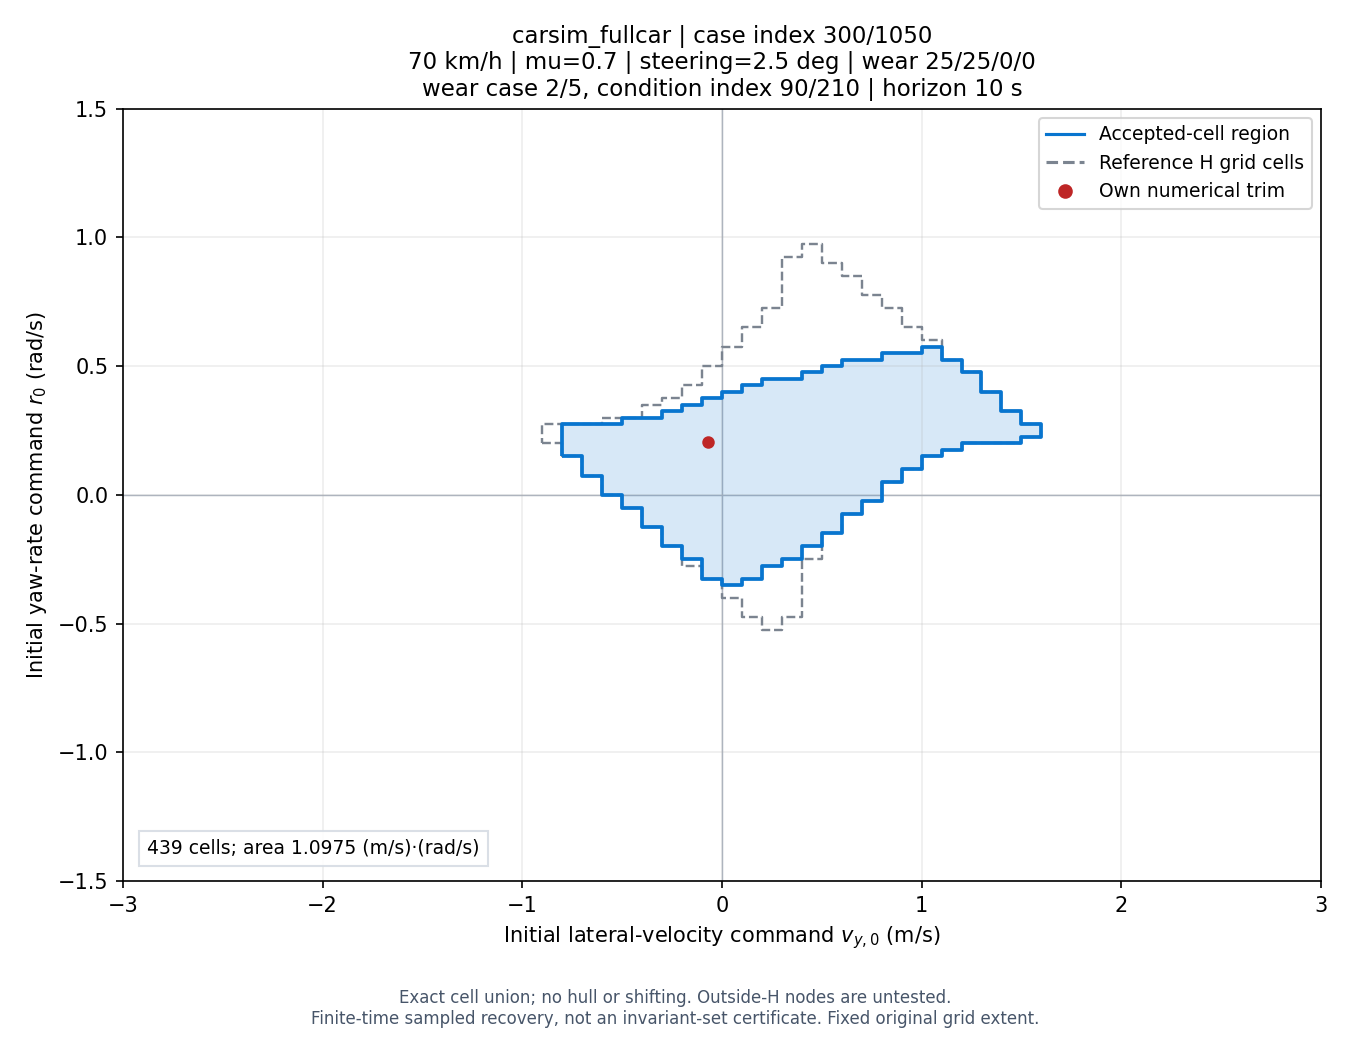 carsim_fullcar | case index 300/1050
70 km/h | mu=0.7 | steering=2.5 deg | wear 25/25/0/0
wear case 2/5, condition index 90/210 | horizon 10 s
Accepted-cell region
Reference H grid cells
Own numerical trim
1.5
1.0
0.5
0.0
−0.5
−1.0
−1.5
Initial yaw-rate command r₀ (rad/s)
439 cells; area 1.0975 (m/s)·(rad/s)
−3
−2
−1
0
1
2
3
Initial lateral-velocity command v_{y,0} (m/s)
Exact cell union; no hull or shifting. Outside-H nodes are untested.
Finite-time sampled recovery, not an invariant-set certificate. Fixed original grid extent.